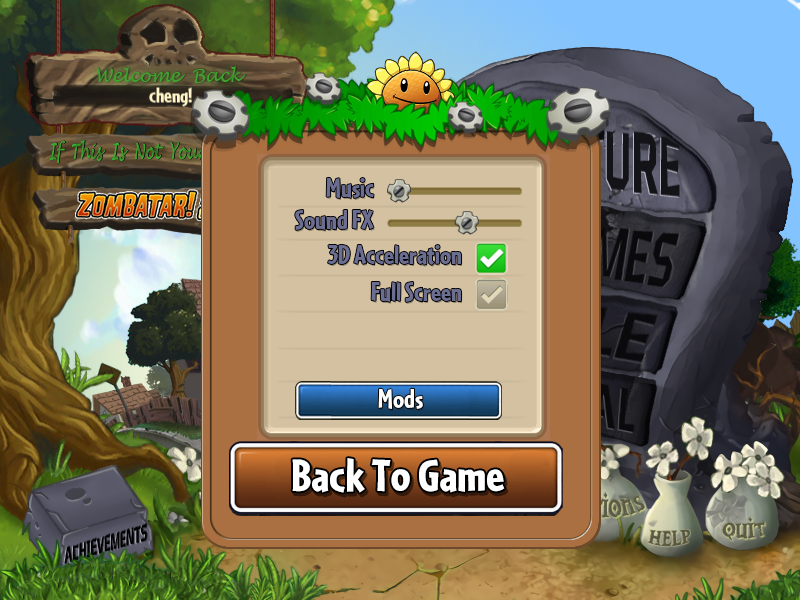 Welcome Back
cheng!
If This Is Not You
ZOMBATAR!
Music
Sound FX
3D Acceleration
Full Screen
Mods
Back To Game
ACHIEVEMENTS
HELP
QUIT